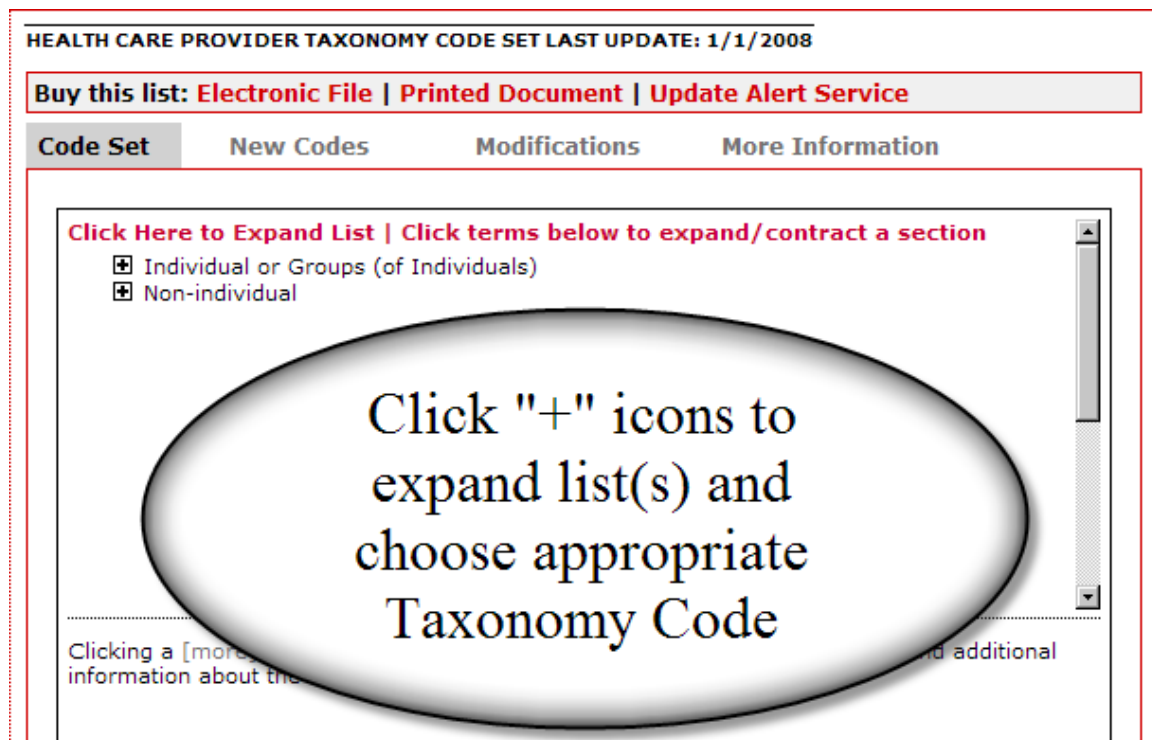 HEALTH CARE PROVIDER TAXONOMY CODE SET LAST UPDATE: 1/1/2008
Buy this list: Electronic File | Printed Document | Update Alert Service
Code Set New Codes Modifications More Information
Click Here to Expand List | Click terms below to expand/contract a section
Individual or Groups (of Individuals)
Non-individual
Click "+" icons to
expand list(s) and
choose appropriate
Taxonomy Code
Clicking a [more] additional
information about